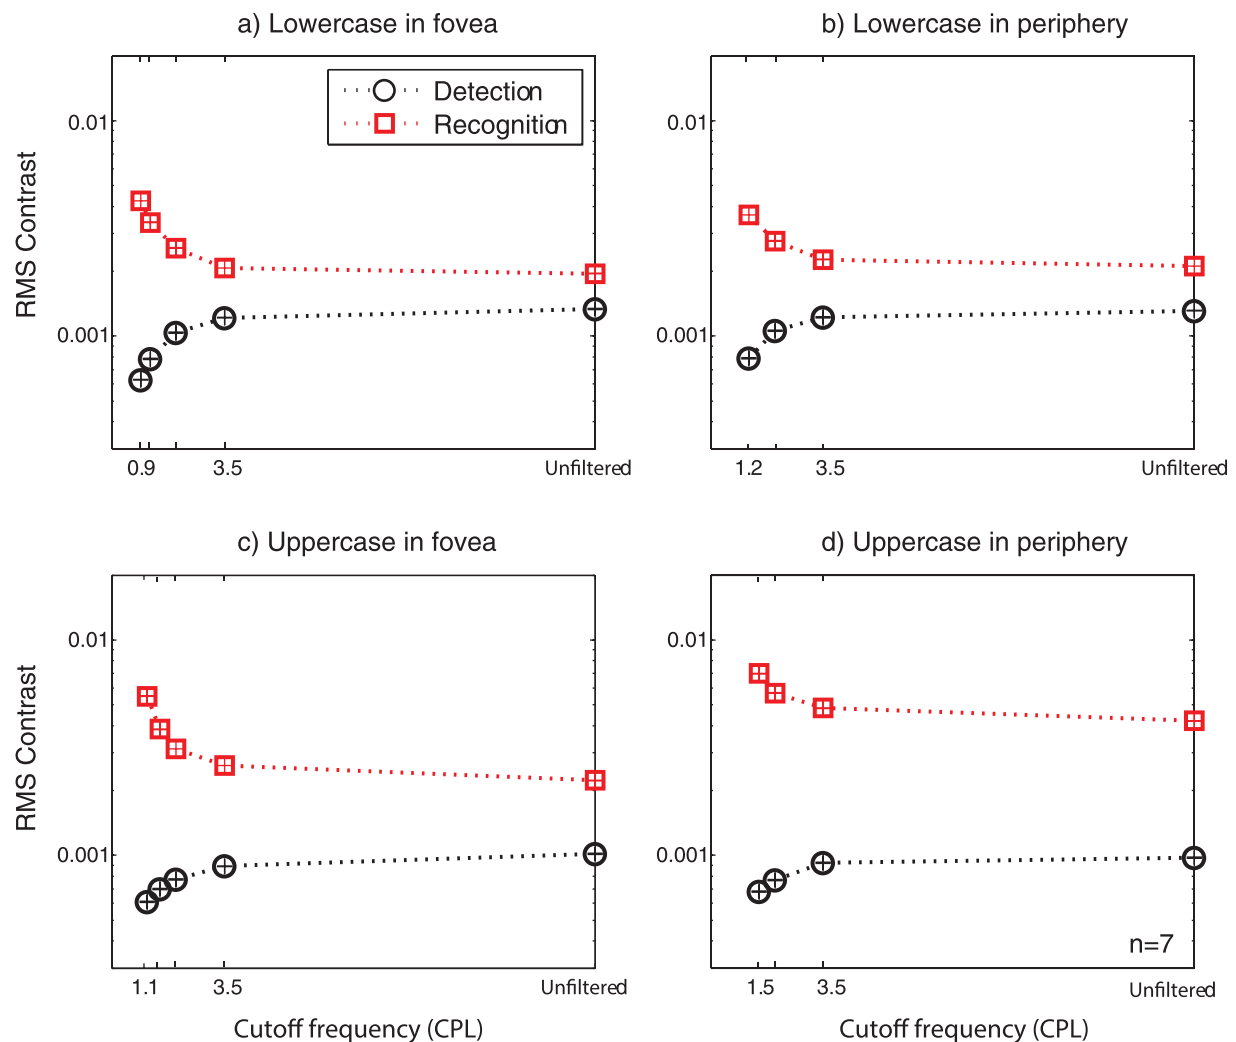 a) Lowercase in fovea
b) Lowercase in periphery
Detection
Recognition
RMS Contrast
0.01
0.001
0.9
3.5
Unfiltered
0.01
0.001
1.2
3.5
Unfiltered
c) Uppercase in fovea
d) Uppercase in periphery
RMS Contrast
0.01
0.001
1.1
3.5
Unfiltered
Cutoff frequency (CPL)
0.01
0.001
n=7
1.5
3.5
Unfiltered
Cutoff frequency (CPL)